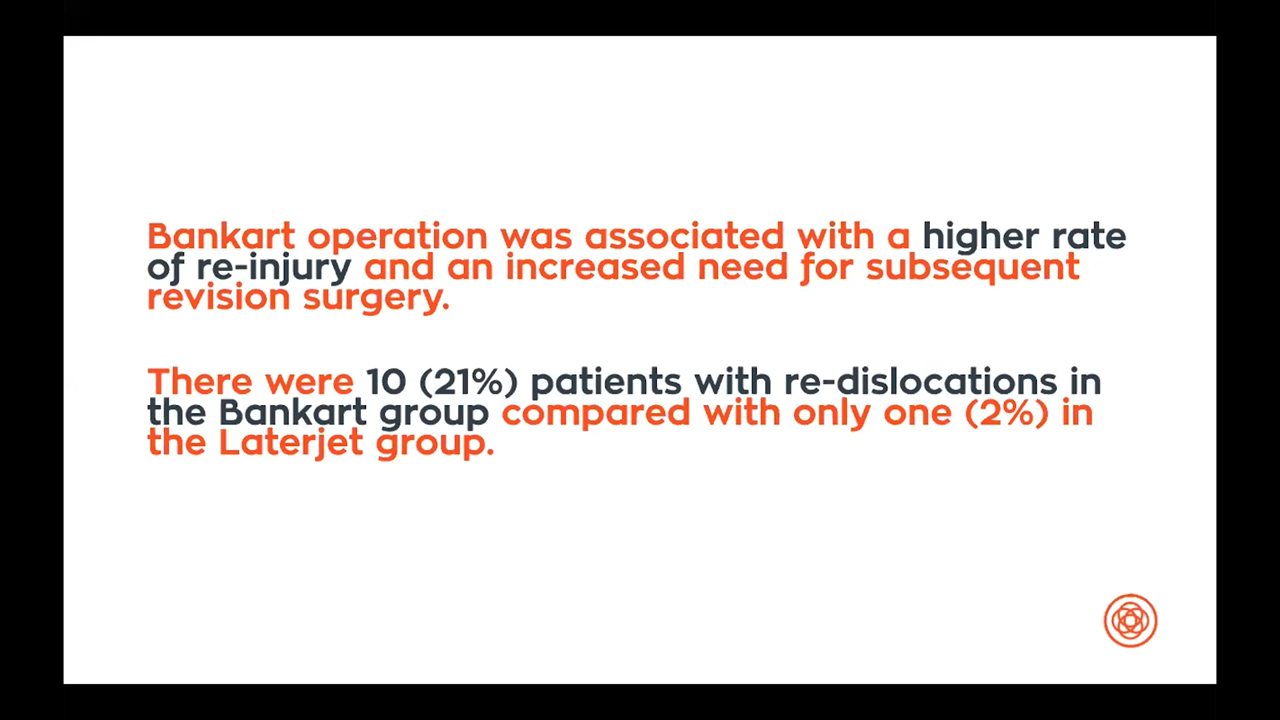 Bankart operation was associated with a higher rate
of re-injury and an increased need for subsequent
revision surgery.
There were 10 (21%) patients with re-dislocations in
the Bankart group compared with only one (2%) in
the Laterjet group.